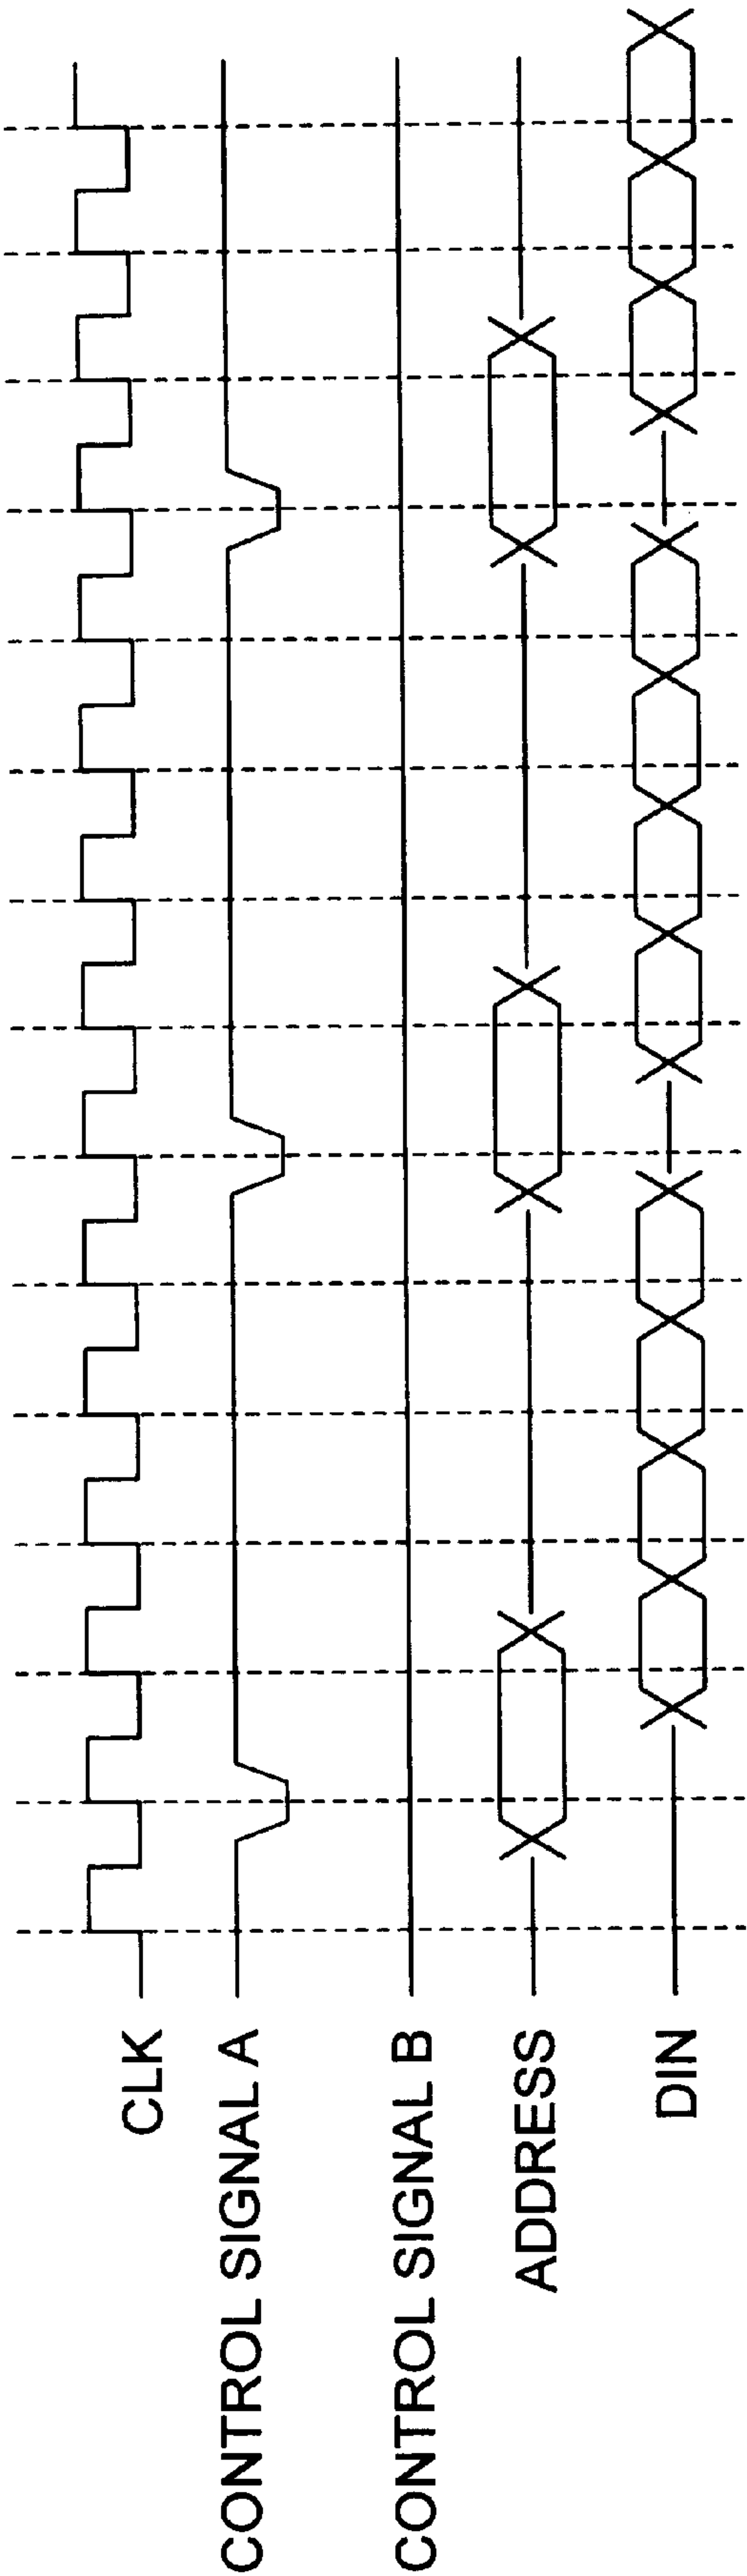 CLK
CONTROL SIGNAL A
CONTROL SIGNAL B
ADDRESS
DIN